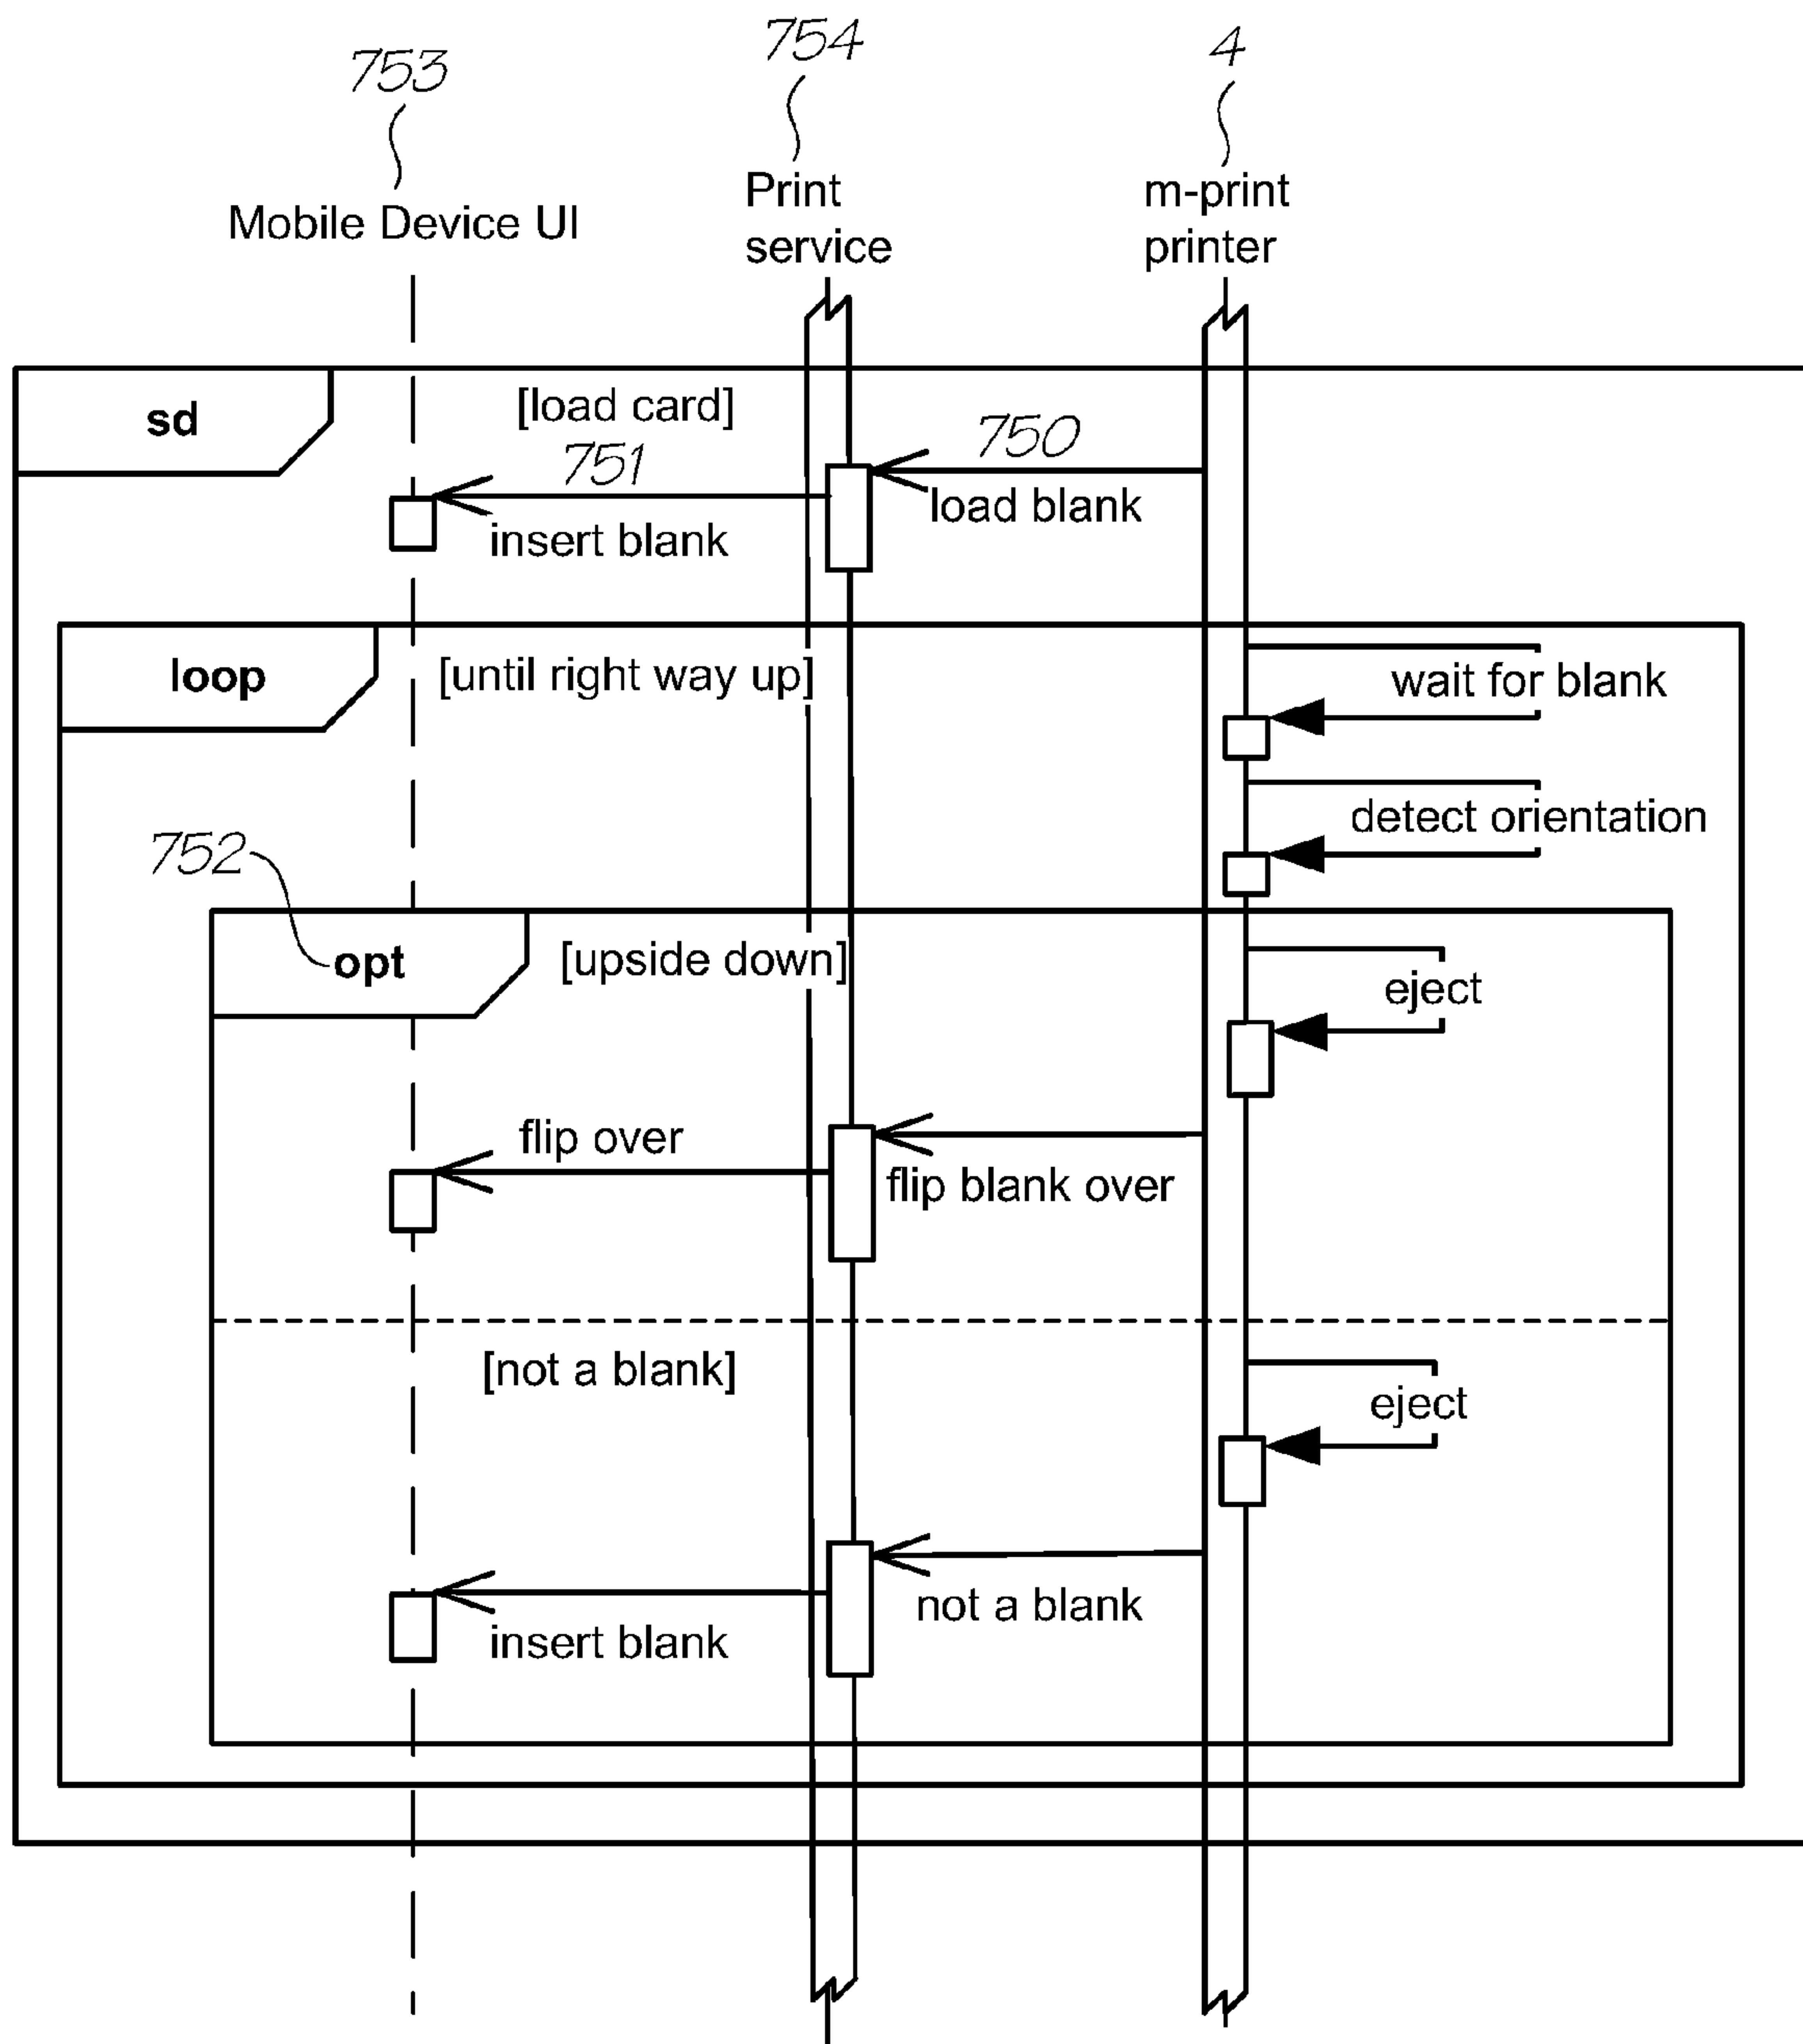 753
754
4
Mobile Device UI
Print
service
m-print
printer
sd
[load card]
751
750
insert blank
load blank
loop
[until right way up]
wait for blank
detect orientation
752
opt
[upside down]
eject
flip over
flip blank over
[not a blank]
eject
not a blank
insert blank